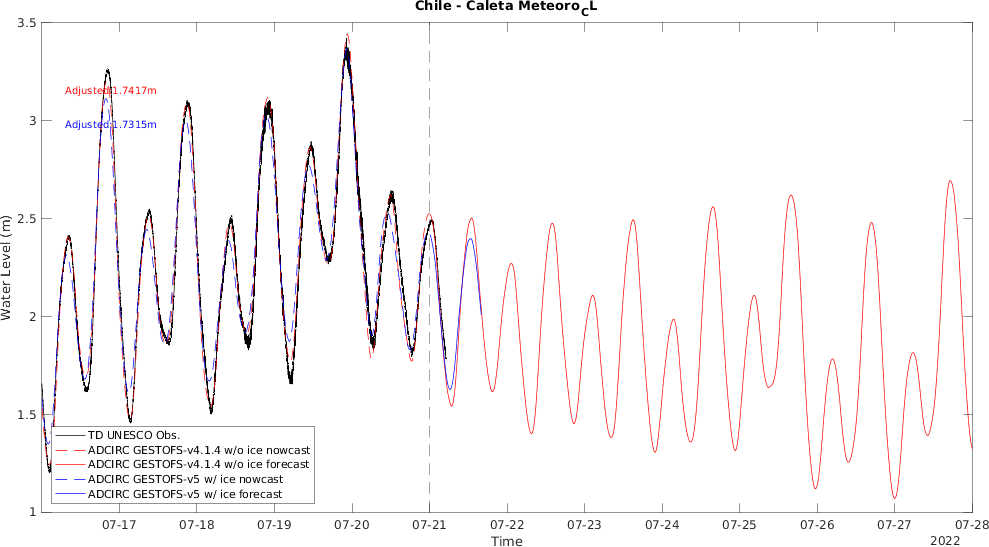 Chile - Caleta Meteoro_CL
3.5
3
2.5
2
1.5
1
Water Level (m)
Adjusted:1.7417m
Adjusted:1.7315m
TD UNESCO Obs.
ADCIRC GESTOFS-v4.1.4 w/o ice nowcast
ADCIRC GESTOFS-v4.1.4 w/o ice forecast
ADCIRC GESTOFS-v5 w/ ice nowcast
ADCIRC GESTOFS-v5 w/ ice forecast
07-17 07-18 07-19 07-20 07-21 07-22 07-23 07-24 07-25 07-26 07-27 07-28
Time
2022